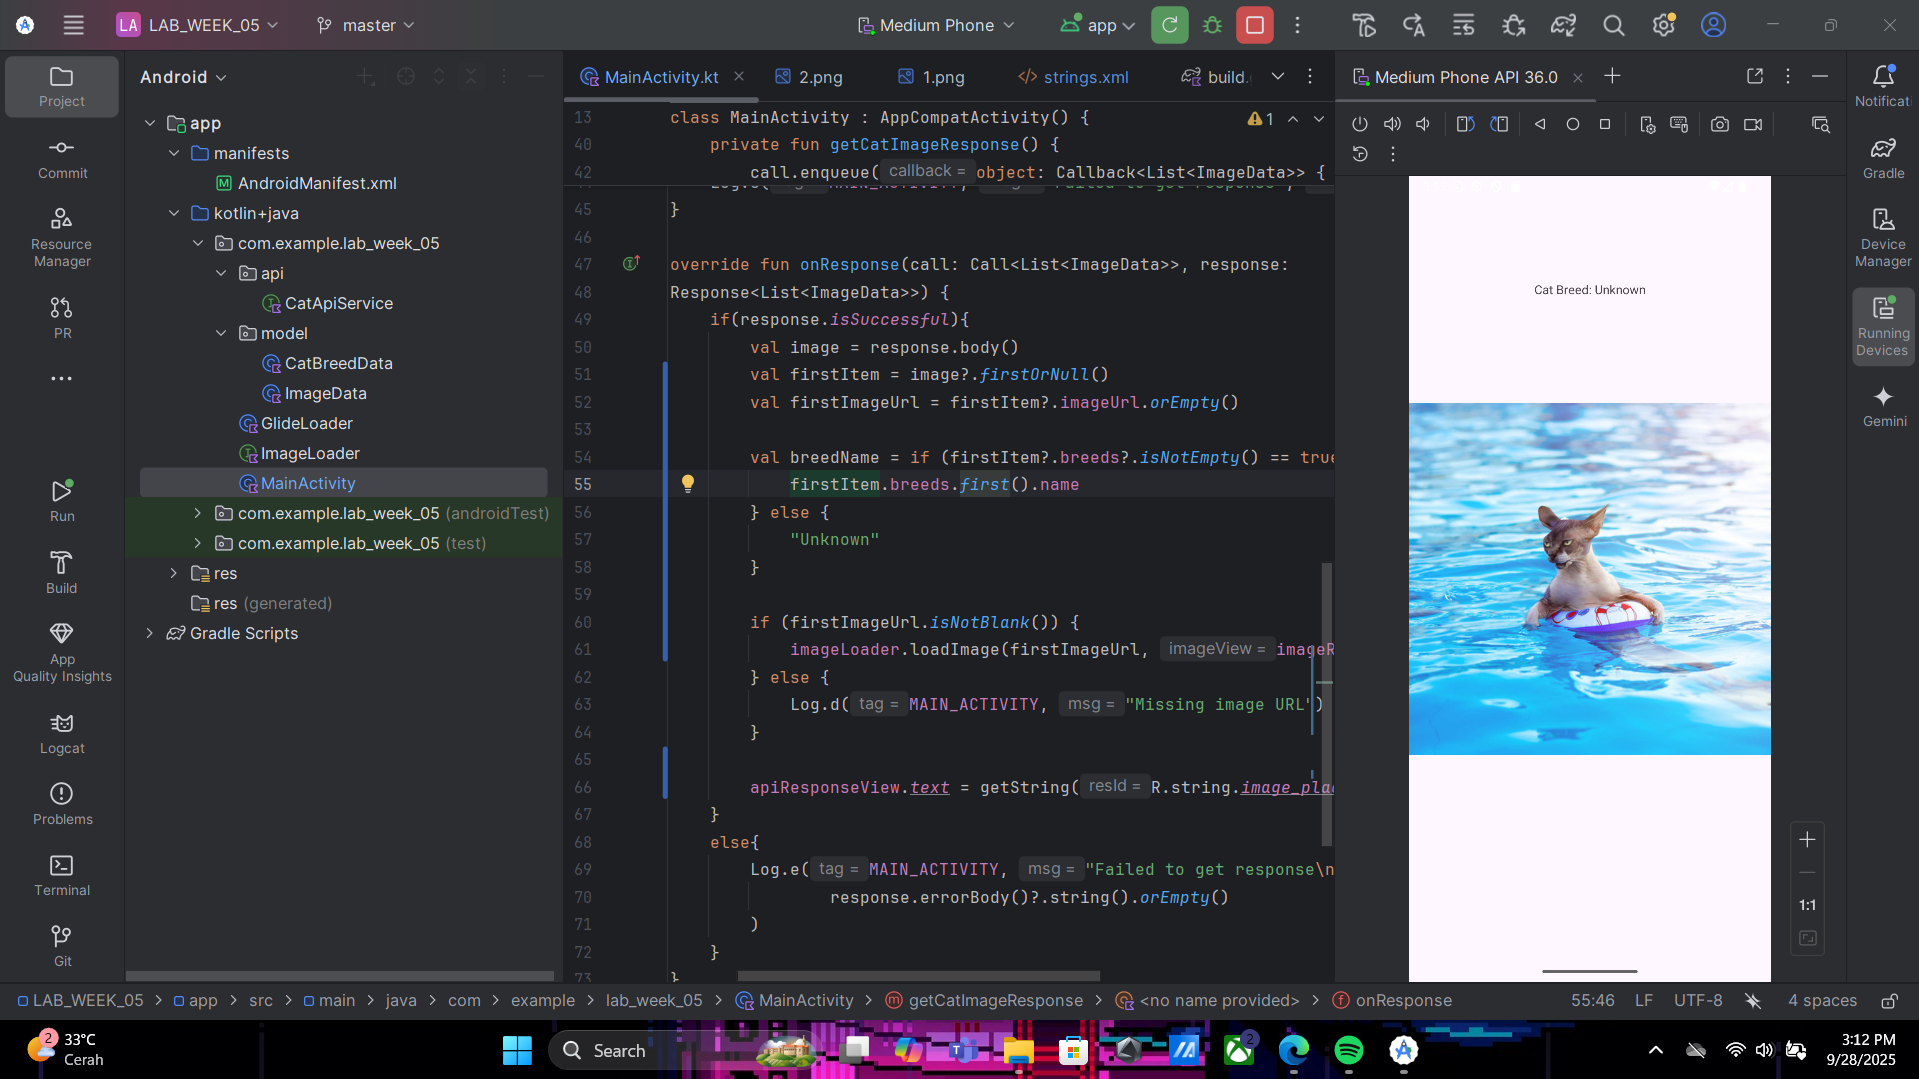 LA LAB_WEEK_05 master Medium Phone app
Project
Commit
Resource
Manager
PR
Run
Build
App
Quality Insights
Logcat
Problems
Terminal
Git
Android
app
manifests
AndroidManifest.xml
kotlin+java
com.example.lab_week_05
api
CatApiService
model
CatBreedData
ImageData
GlideLoader
ImageLoader
MainActivity
com.example.lab_week_05 (androidTest)
com.example.lab_week_05 (test)
res
res (generated)
Gradle Scripts
MainActivity.kt 2.png 1.png </> strings.xml build.
13 class MainActivity : AppCompatActivity() { 1
40 private fun getCatImageResponse() {
42 call.enqueue( callback = object: Callback<List<ImageData>> {
45 }
46
47 override fun onResponse(call: Call<List<ImageData>>, response:
48 Response<List<ImageData>>) {
49 if(response.isSuccessful){
50 val image = response.body()
51 val firstItem = image?.firstOrNull()
52 val firstImageUrl = firstItem?.imageUrl.orEmpty()
53
54 val breedName = if (firstItem?.breeds?.isNotEmpty() == true
55 firstItem.breeds.first().name
56 } else {
57 "Unknown"
58 }
59
60 if (firstImageUrl.isNotBlank()) {
61 imageLoader.loadImage(firstImageUrl, imageView = imageR
62 } else {
63 Log.d( tag = MAIN_ACTIVITY, msg = "Missing image URL")
64 }
65
66 apiResponseView.text = getString( resId = R.string.image_pla
67 }
68 else{
69 Log.e( tag = MAIN_ACTIVITY, msg = "Failed to get response\n
70 response.errorBody()?.string().orEmpty()
71 )
72 }
73 }
Medium Phone API 36.0
Cat Breed: Unknown
1:1
Notificati
Gradle
Device
Manager
Running
Devices
Gemini
LAB_WEEK_05 > app > src > main > java > com > example > lab_week_05 > MainActivity > getCatImageResponse > <no name provided> > onResponse 55:46 LF UTF-8 4 spaces
2 33°C
Cerah
Search
2
3:12 PM
9/28/2025